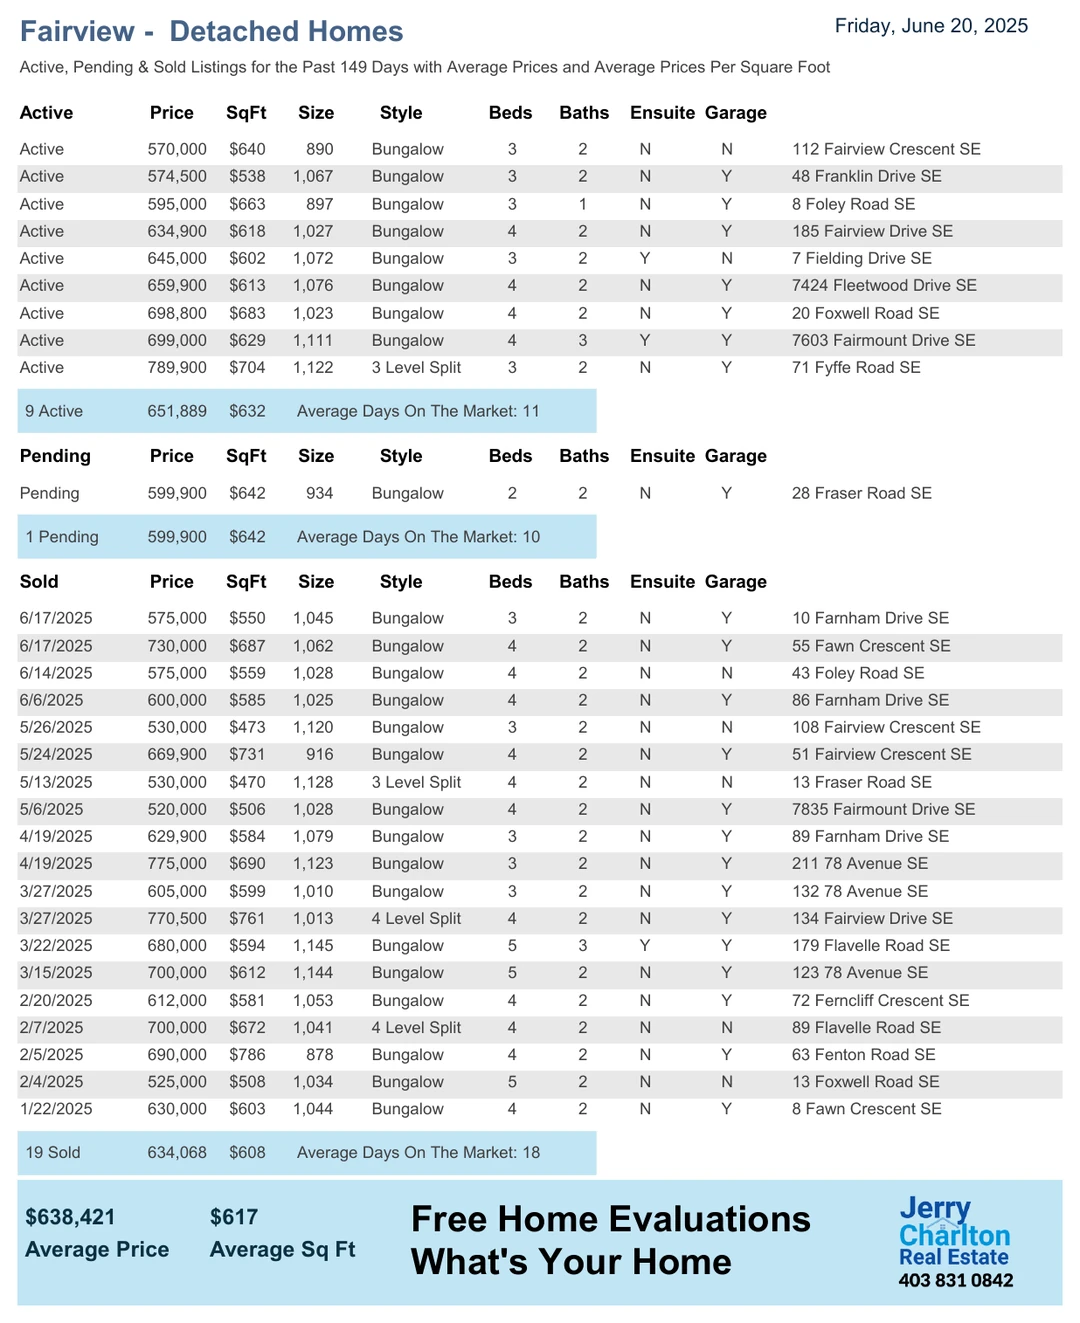 Fairview -  Detached Homes
Friday, June 20, 2025
Active, Pending & Sold Listings for the Past 149 Days with Average Prices and Average Prices Per Square Foot
Active Price SqFt Size Style Beds Baths Ensuite Garage
Active 570,000 $640 890 Bungalow 3 2 N N 112 Fairview Crescent SE
Active 574,500 $538 1,067 Bungalow 3 2 N Y 48 Franklin Drive SE
Active 595,000 $663 897 Bungalow 3 1 N Y 8 Foley Road SE
Active 634,900 $618 1,027 Bungalow 4 2 N Y 185 Fairview Drive SE
Active 645,000 $602 1,072 Bungalow 3 2 Y N 7 Fielding Drive SE
Active 659,900 $613 1,076 Bungalow 4 2 N Y 7424 Fleetwood Drive SE
Active 698,800 $683 1,023 Bungalow 4 2 N Y 20 Foxwell Road SE
Active 699,000 $629 1,111 Bungalow 4 3 Y Y 7603 Fairmount Drive SE
Active 789,900 $704 1,122 3 Level Split 3 2 N Y 71 Fyffe Road SE
9 Active 651,889 $632 Average Days On The Market: 11
Pending Price SqFt Size Style Beds Baths Ensuite Garage
Pending 599,900 $642 934 Bungalow 2 2 N Y 28 Fraser Road SE
1 Pending 599,900 $642 Average Days On The Market: 10
Sold Price SqFt Size Style Beds Baths Ensuite Garage
6/17/2025 575,000 $550 1,045 Bungalow 3 2 N Y 10 Farnham Drive SE
6/17/2025 730,000 $687 1,062 Bungalow 4 2 N Y 55 Fawn Crescent SE
6/14/2025 575,000 $559 1,028 Bungalow 4 2 N N 43 Foley Road SE
6/6/2025 600,000 $585 1,025 Bungalow 4 2 N Y 86 Farnham Drive SE
5/26/2025 530,000 $473 1,120 Bungalow 3 2 N N 108 Fairview Crescent SE
5/24/2025 669,900 $731 916 Bungalow 4 2 N Y 51 Fairview Crescent SE
5/13/2025 530,000 $470 1,128 3 Level Split 4 2 N N 13 Fraser Road SE
5/6/2025 520,000 $506 1,028 Bungalow 4 2 N Y 7835 Fairmount Drive SE
4/19/2025 629,900 $584 1,079 Bungalow 3 2 N Y 89 Farnham Drive SE
4/19/2025 775,000 $690 1,123 Bungalow 3 2 N Y 211 78 Avenue SE
3/27/2025 605,000 $599 1,010 Bungalow 3 2 N Y 132 78 Avenue SE
3/27/2025 770,500 $761 1,013 4 Level Split 4 2 N Y 134 Fairview Drive SE
3/22/2025 680,000 $594 1,145 Bungalow 5 3 Y Y 179 Flavelle Road SE
3/15/2025 700,000 $612 1,144 Bungalow 5 2 N Y 123 78 Avenue SE
2/20/2025 612,000 $581 1,053 Bungalow 4 2 N Y 72 Ferncliff Crescent SE
2/7/2025 700,000 $672 1,041 4 Level Split 4 2 N N 89 Flavelle Road SE
2/5/2025 690,000 $786 878 Bungalow 4 2 N Y 63 Fenton Road SE
2/4/2025 525,000 $508 1,034 Bungalow 5 2 N N 13 Foxwell Road SE
1/22/2025 630,000 $603 1,044 Bungalow 4 2 N Y 8 Fawn Crescent SE
19 Sold 634,068 $608 Average Days On The Market: 18
$638,421 $617
Average Price Average Sq Ft
Free Home Evaluations
What's Your Home
Jerry
Charlton
Real Estate
403 831 0842